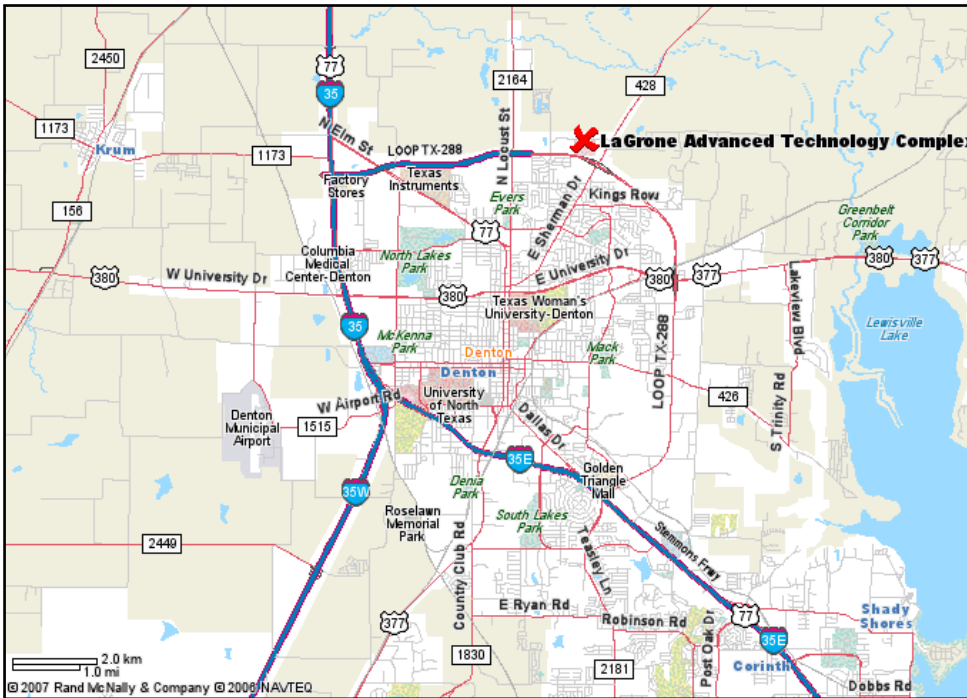 2450
77
35
2164
428
1173
Krum
1173
N Elm St
LOOP TX-288
N Locust St
LaGrone Advanced Technology Complex
Factory
Stores
Texas
Instruments
156
Evers
Park
E Sherman Dr
Kings Row
Greenbelt
Corridor
Park
77
Columbia
Medical
Center-Denton
North Lakes
Park
380
W University Dr
380
E University Dr
380
377
380
377
Texas Woman's
University-Denton
Lakeview Blvd
Lewisville
Lake
35
McKenna
Park
Denton
Denton
Mack
Park
LOOP TX-288
426
W Airport Rd
University
of North
Texas
Denton
Municipal
Airport
1515
Dallas Dr
S Trinity Rd
35E
Golden
Triangle
Mall
35W
Denia
Park
Roselawn
Memorial
Park
South Lakes
Park
2449
Country Club Rd
Teasley Ln
Stemmons Frwy
377
E Ryan Rd
Robinson Rd
Post Oak Dr
77
35E
Shady
Shores
1830
2181
Corinth
Dobbs Rd
2.0 km
1.0 mi
© 2007 Rand McNally & Company © 2006 NAVTEQ